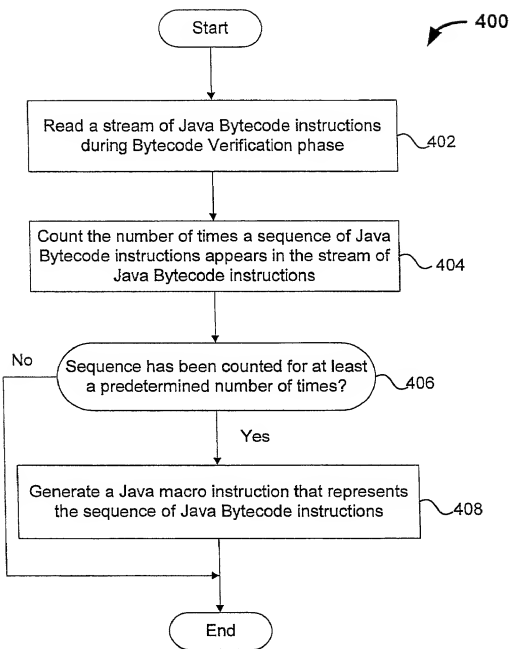 Start
400
Read a stream of Java Bytecode instructions
during Bytecode Verification phase
402
Count the number of times a sequence of Java
Bytecode instructions appears in the stream of
Java Bytecode instructions
404
No
Sequence has been counted for at least
a predetermined number of times?
406
Yes
Generate a Java macro instruction that represents
the sequence of Java Bytecode instructions
408
End